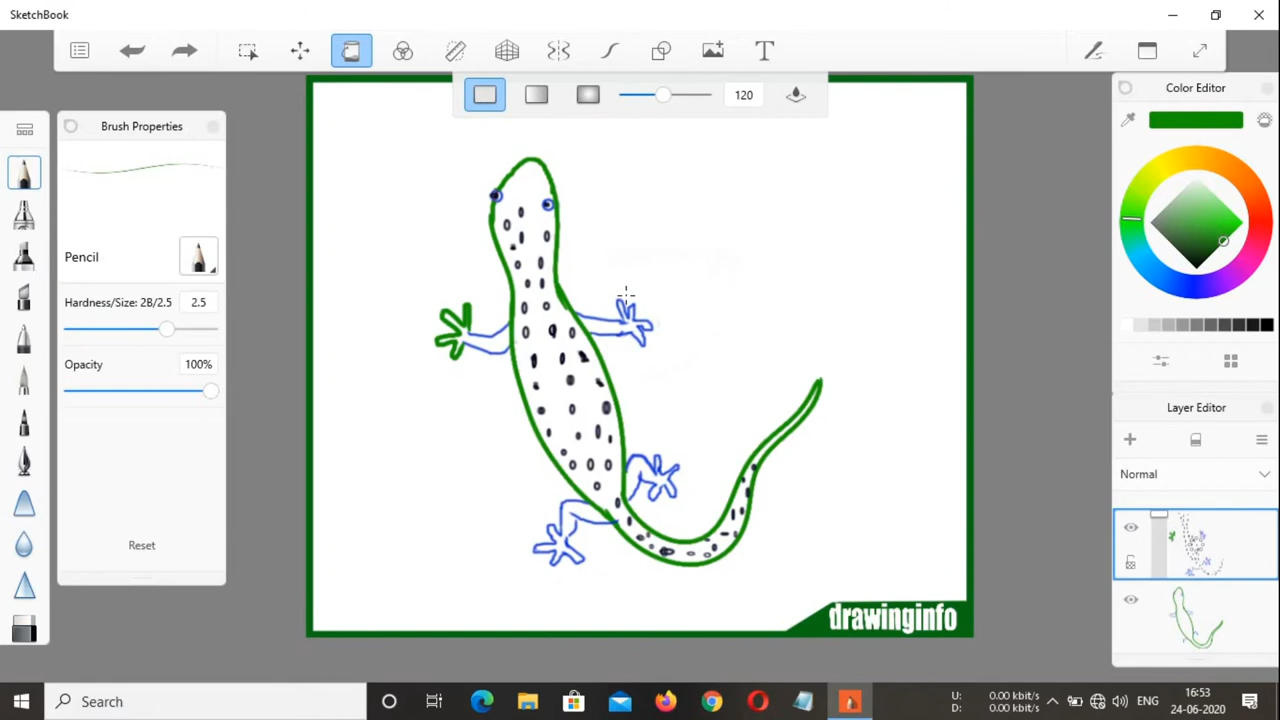 SketchBook
T
120
Brush Properties
Color Editor
Pencil
Hardness/Size: 2B/2.5 2.5
Opacity 100%
Layer Editor
Normal
Reset
drawinginfo
Search
U: 0.00 kbit/s
D: 0.00 kbit/s
ENG
16:53
24-06-2020